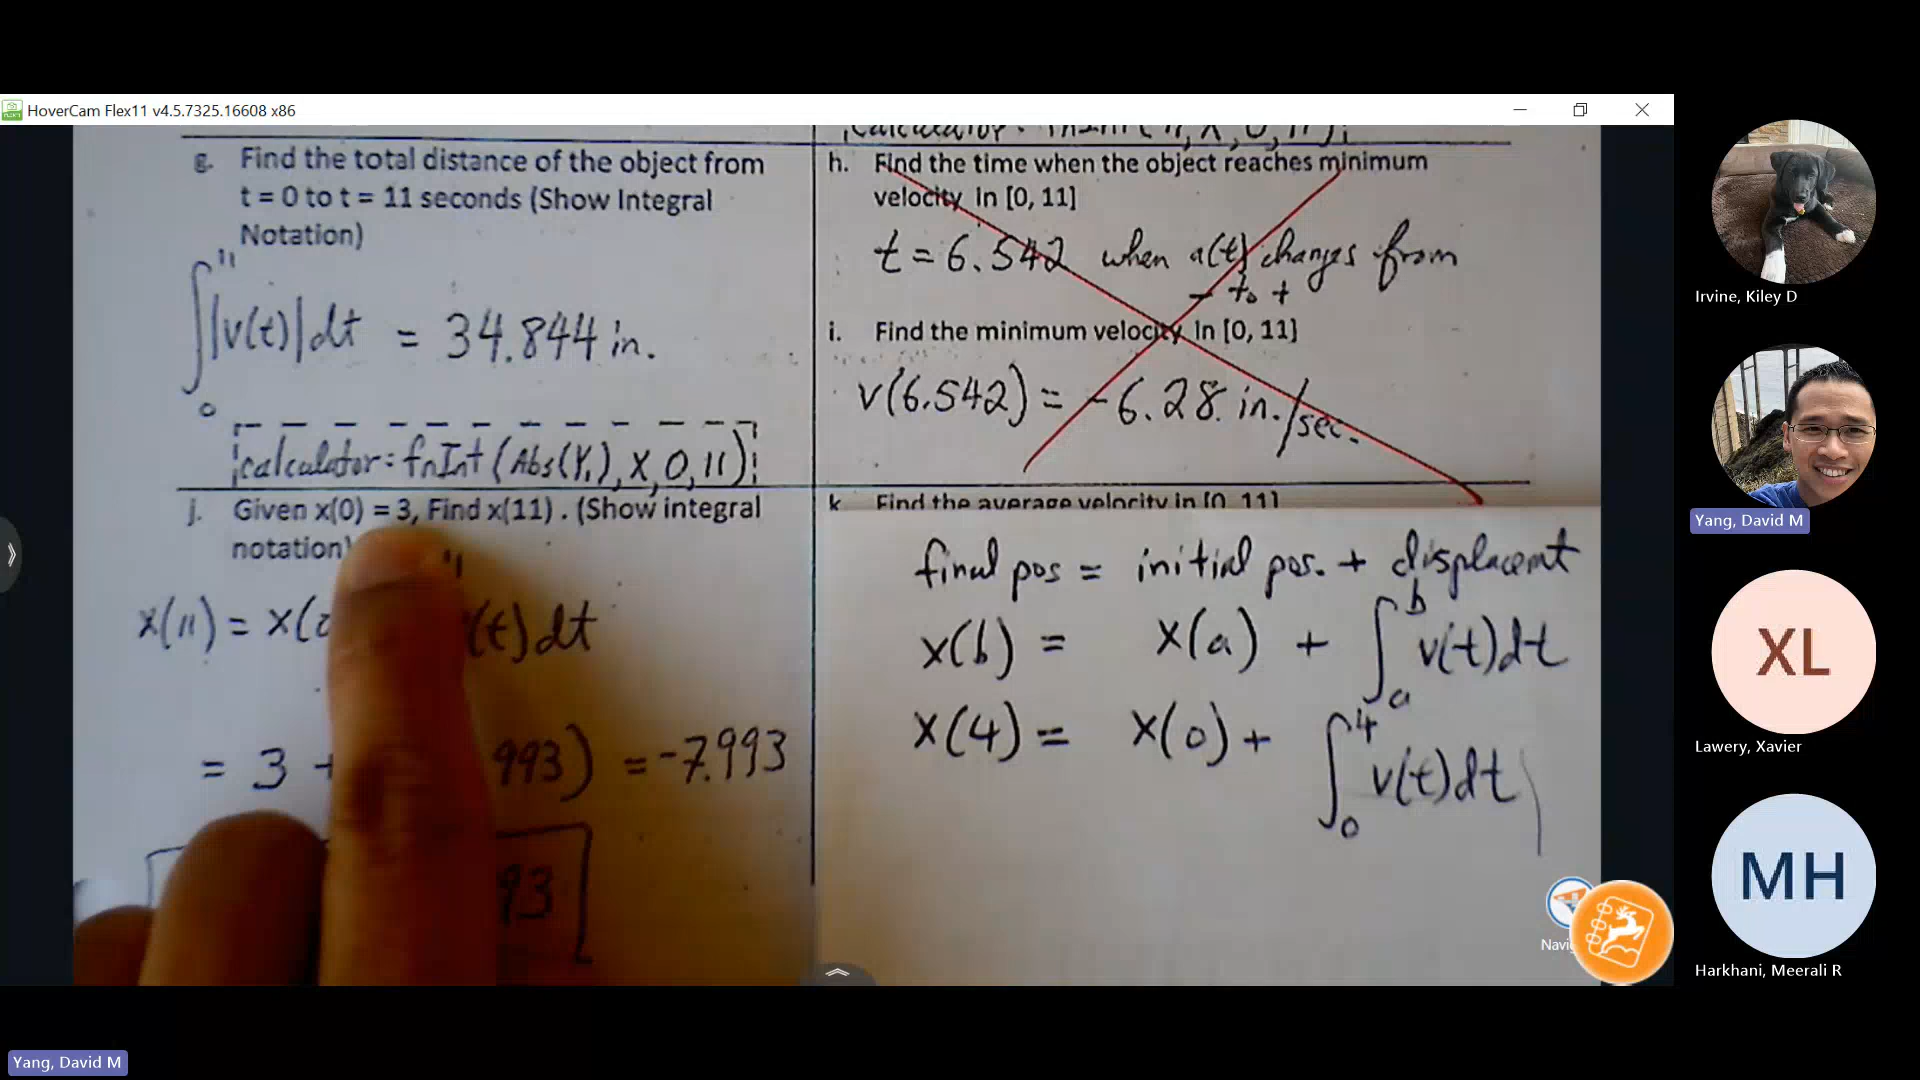 HoverCam Flex11 v4.5.7325.16608 x86
g. Find the total distance of the object from
t = 0 to t = 11 seconds (Show Integral
Notation)
∫₀¹¹ |v(t)| dt = 34.844 in.
calculator: fnInt(Abs(Y₁), X, 0, 11)
h. Find the time when the object reaches minimum
velocity in [0, 11]
t = 6.542 when a(t) changes from
- to +
i. Find the minimum velocity in [0, 11]
v(6.542) = -6.28 in./sec.
j. Given x(0) = 3, Find x(11) . (Show integral
notation)
x(11) = x( (t)dt
= 3 + 993) = -7.993
93
k Find the average velocity in [0, 11]
final pos = initial pos. + displacemt
x(b) = x(a) + ∫ₐᵇ v(t)dt
x(4) = x(0) + ∫₀⁴ v(t)dt
Irvine, Kiley D
Yang, David M
XL
Lawery, Xavier
MH
Harkhani, Meerali R
Yang, David M